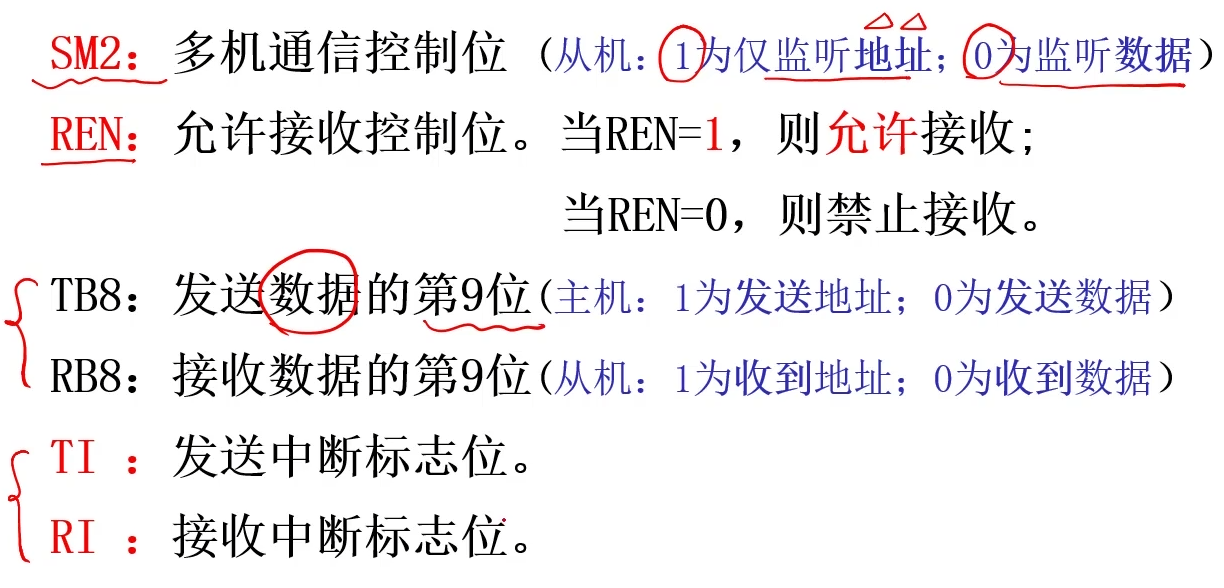 SM2：多机通信控制位（从机：1为仅监听地址；0为监听数据）
REN：允许接收控制位。当REN=1，则允许接收；
当REN=0，则禁止接收。
TB8：发送数据的第9位（主机：1为发送地址；0为发送数据）
RB8：接收数据的第9位（从机：1为收到地址；0为收到数据）
TI ：发送中断标志位。
RI ：接收中断标志位。